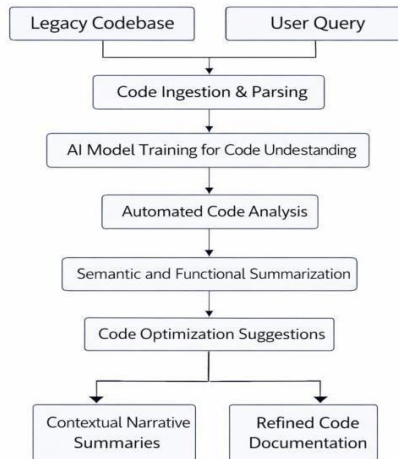 Legacy Codebase
User Query
Code Ingestion & Parsing
AI Model Training for Code Undestanding
Automated Code Analysis
Semantic and Functional Summarization
Code Optimization Suggestions
Contextual Narrative
Summaries
Refined Code
Documentation